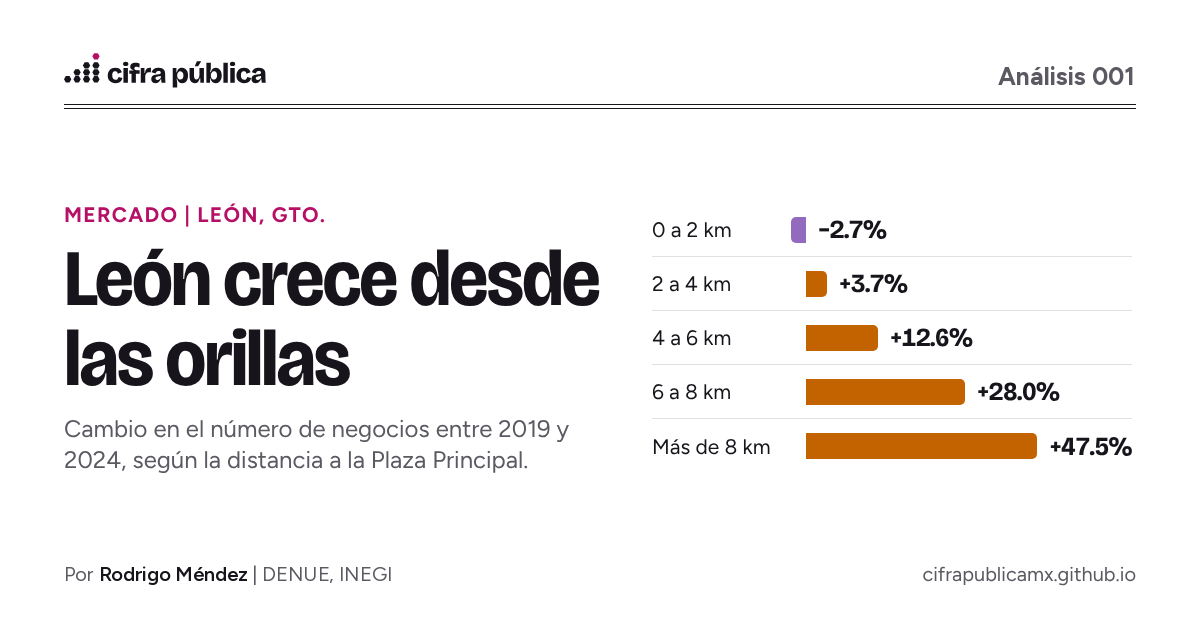 cifra pública
Análisis 001
MERCADO | LEÓN, GTO.
León crece desde
las orillas
Cambio en el número de negocios entre 2019 y
2024, según la distancia a la Plaza Principal.
0 a 2 km −2.7%
2 a 4 km +3.7%
4 a 6 km +12.6%
6 a 8 km +28.0%
Más de 8 km +47.5%
Por Rodrigo Méndez | DENUE, INEGI
cifrapublicamx.github.io